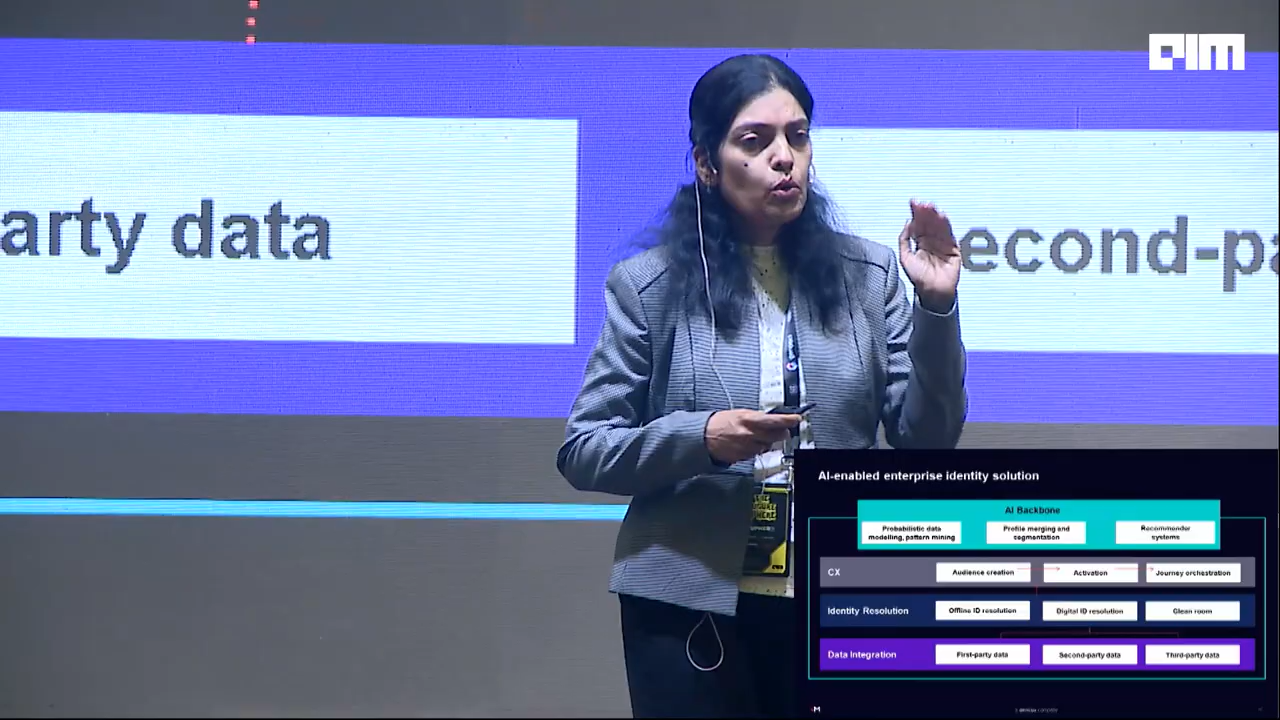 AIM
arty data
econd-pa
AI-enabled enterprise identity solution
AI Backbone
Probabilistic data
modelling, pattern mining
Profile merging and
segmentation
Recommender
systems
CX
Audience creation
Activation
Journey orchestration
Identity Resolution
Offline ID resolution
Digital ID resolution
Clean room
Data Integration
First-party data
Second-party data
Third-party data